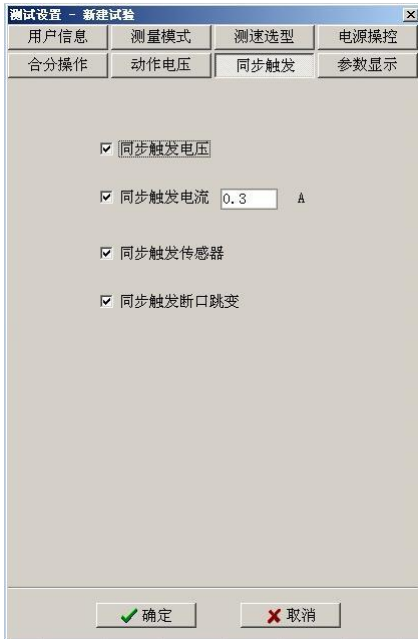 测试设置 - 新建试验
用户信息 测量模式 测速选型 电源操控
合分操作 动作电压 同步触发 参数显示
同步触发电压
同步触发电流 0.3 A
同步触发传感器
同步触发断口跳变
确定 取消